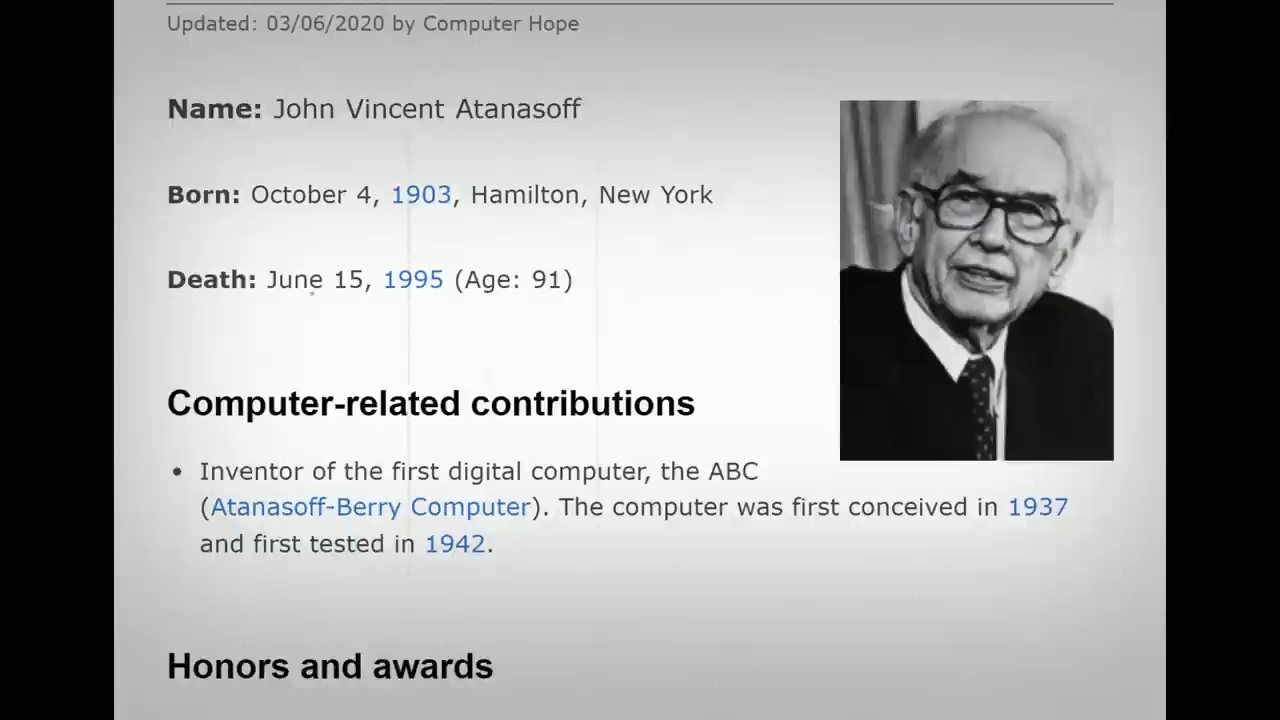 Updated: 03/06/2020 by Computer Hope
Name: John Vincent Atanasoff
Born: October 4, 1903, Hamilton, New York
Death: June 15, 1995 (Age: 91)
Computer-related contributions
• Inventor of the first digital computer, the ABC
(Atanasoff-Berry Computer). The computer was first conceived in 1937
and first tested in 1942.
Honors and awards